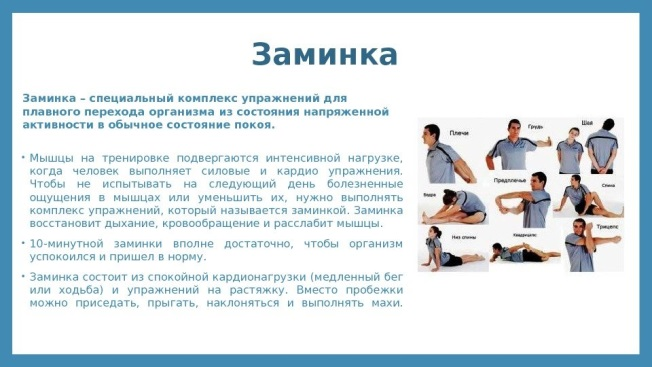 Заминка
Заминка – специальный комплекс упражнений для
плавного перехода организма из состояния напряженной
активности в обычное состояние покоя.
• Мышцы на тренировке подвергаются интенсивной нагрузке,
когда человек выполняет силовые и кардио упражнения.
Чтобы не испытывать на следующий день болезненные
ощущения в мышцах или уменьшить их, нужно выполнять
комплекс упражнений, который называется заминкой. Заминка
восстановит дыхание, кровообращение и расслабит мышцы.
• 10-минутной заминки вполне достаточно, чтобы организм
успокоился и пришел в норму.
• Заминка состоит из спокойной кардионагрузки (медленный бег
или ходьба) и упражнений на растяжку. Вместо пробежки
можно приседать, прыгать, наклоняться и выполнять махи.
Плечи
Грудь
Шея
Предплечье
Спина
Низ спины
Трицепс